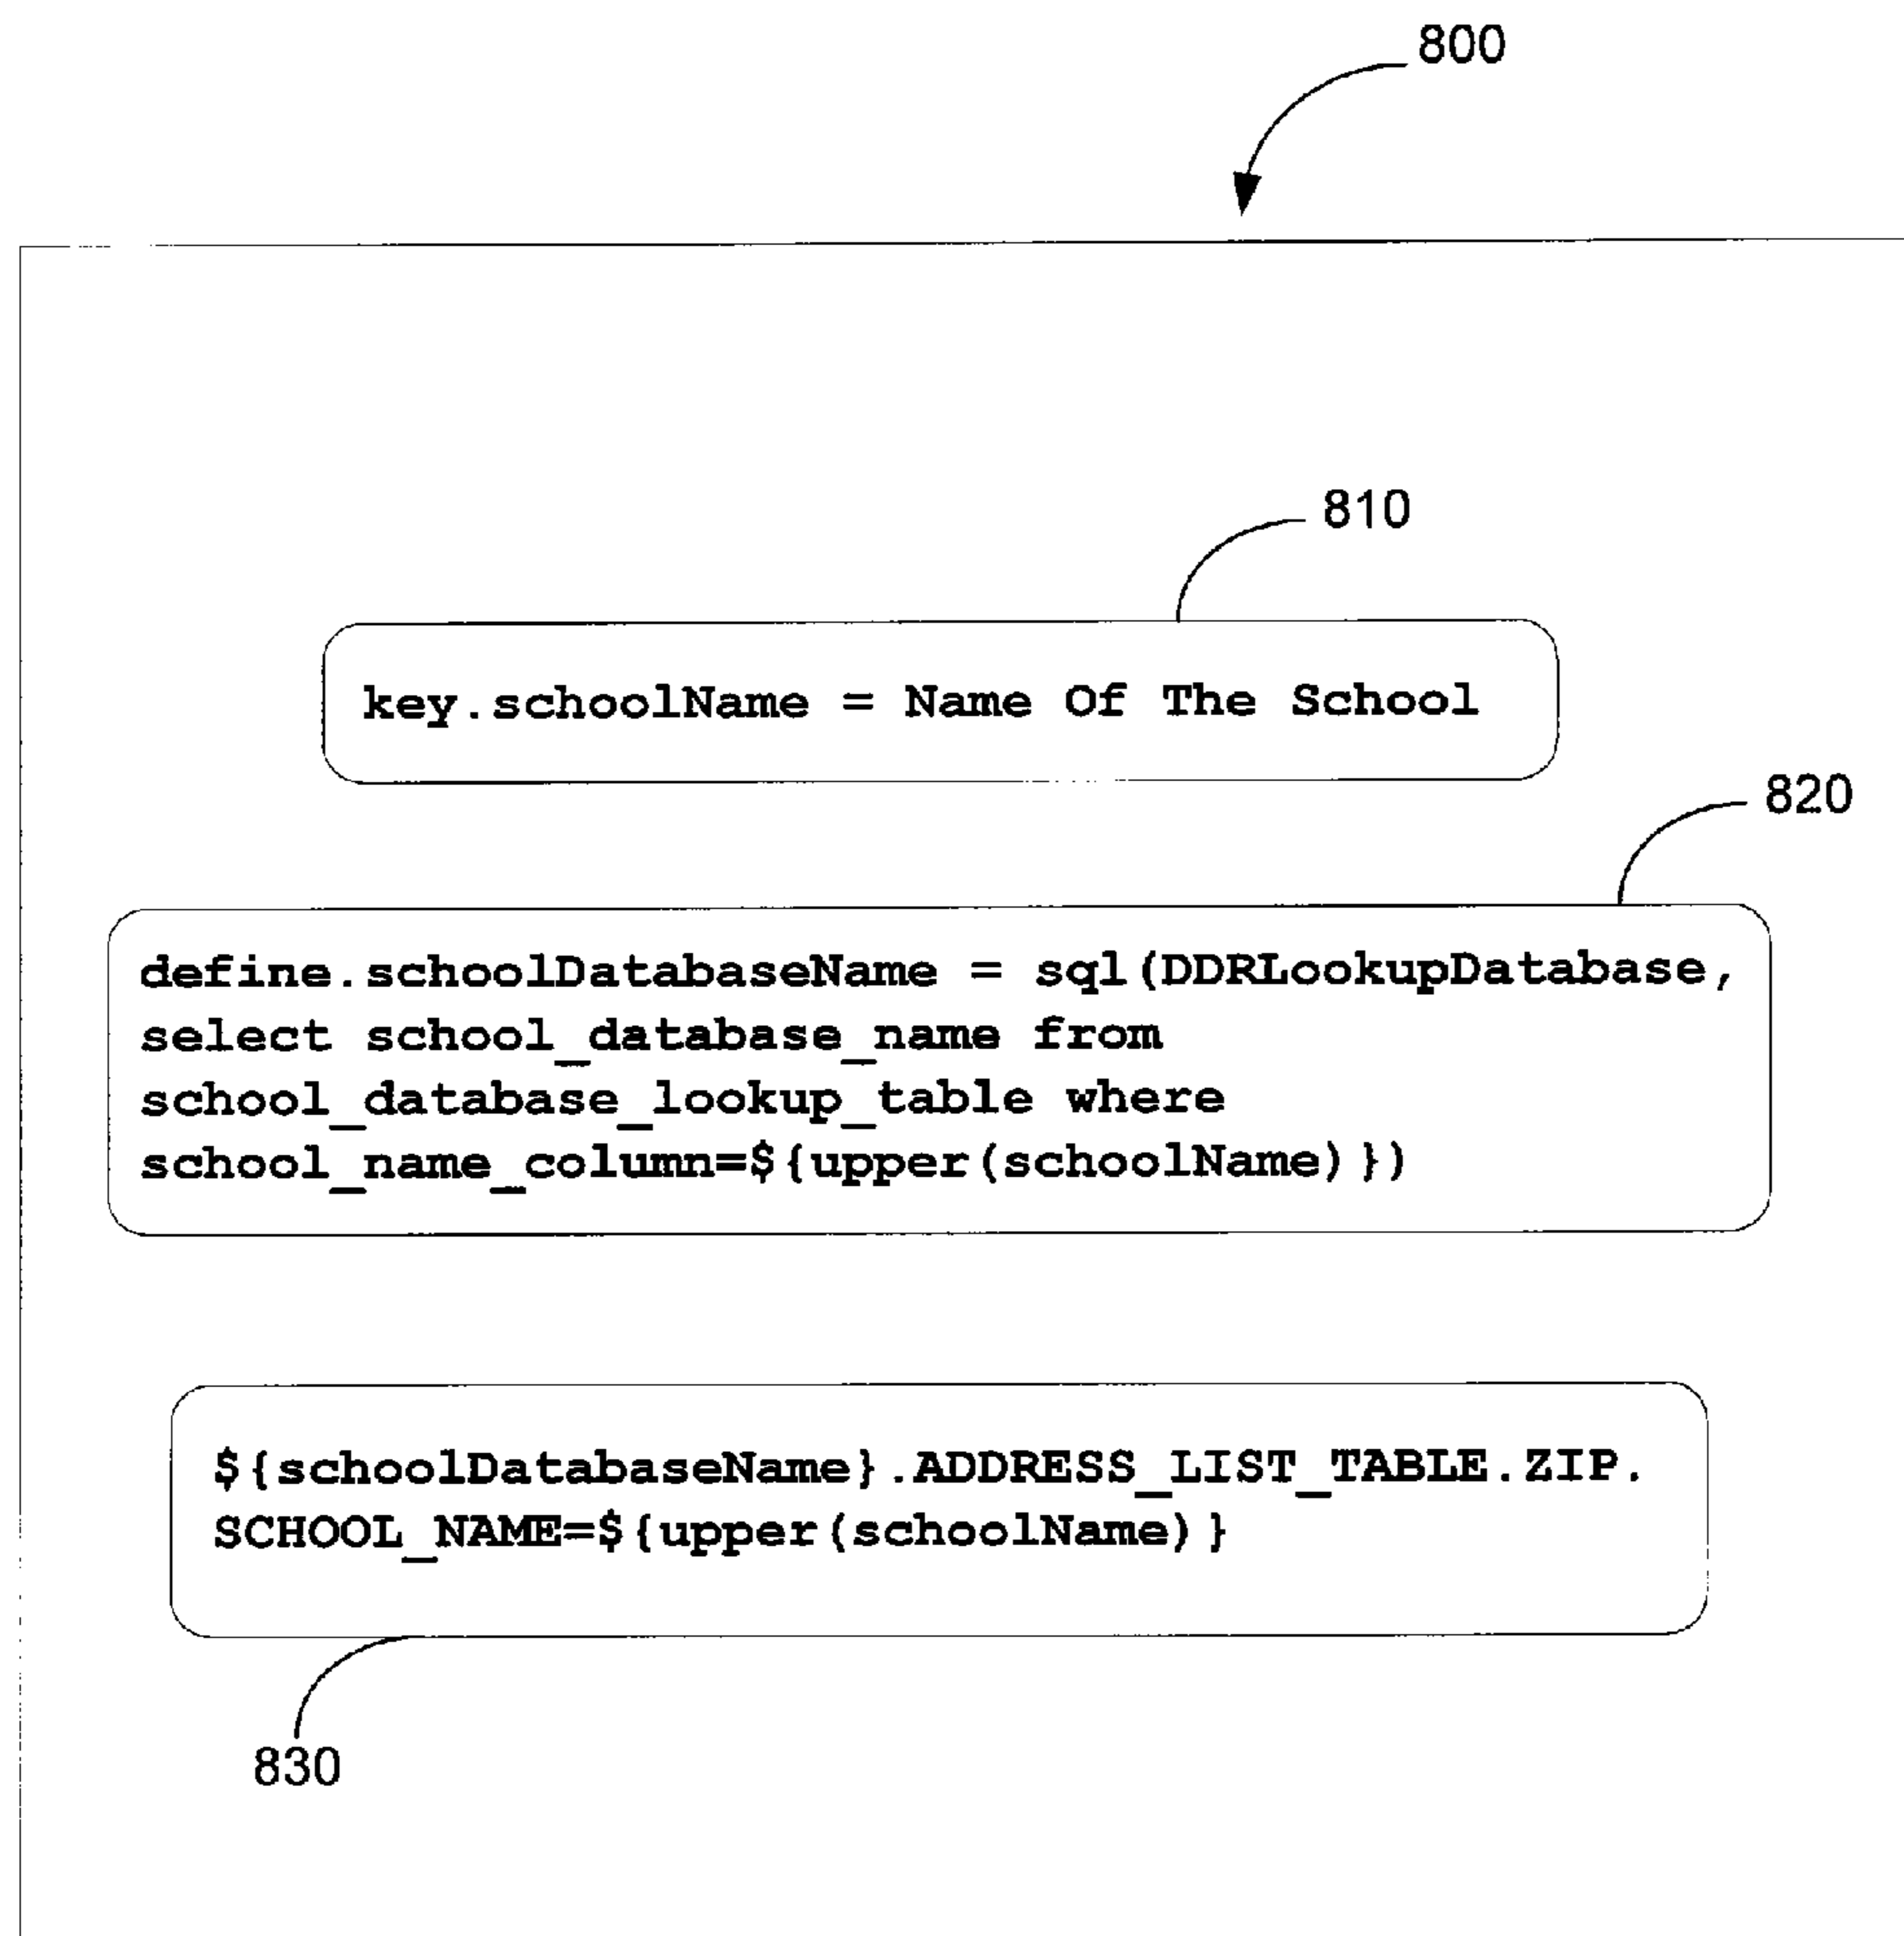 800
810
key.schoolName = Name Of The School
820
define.schoolDatabaseName = sql(DDRLookupDatabase,
select school_database_name from
school_database_lookup_table where
school_name_column=${upper(schoolName)})
${schoolDatabaseName}.ADDRESS_LIST_TABLE.ZIP.
SCHOOL_NAME=${upper(schoolName)}
830